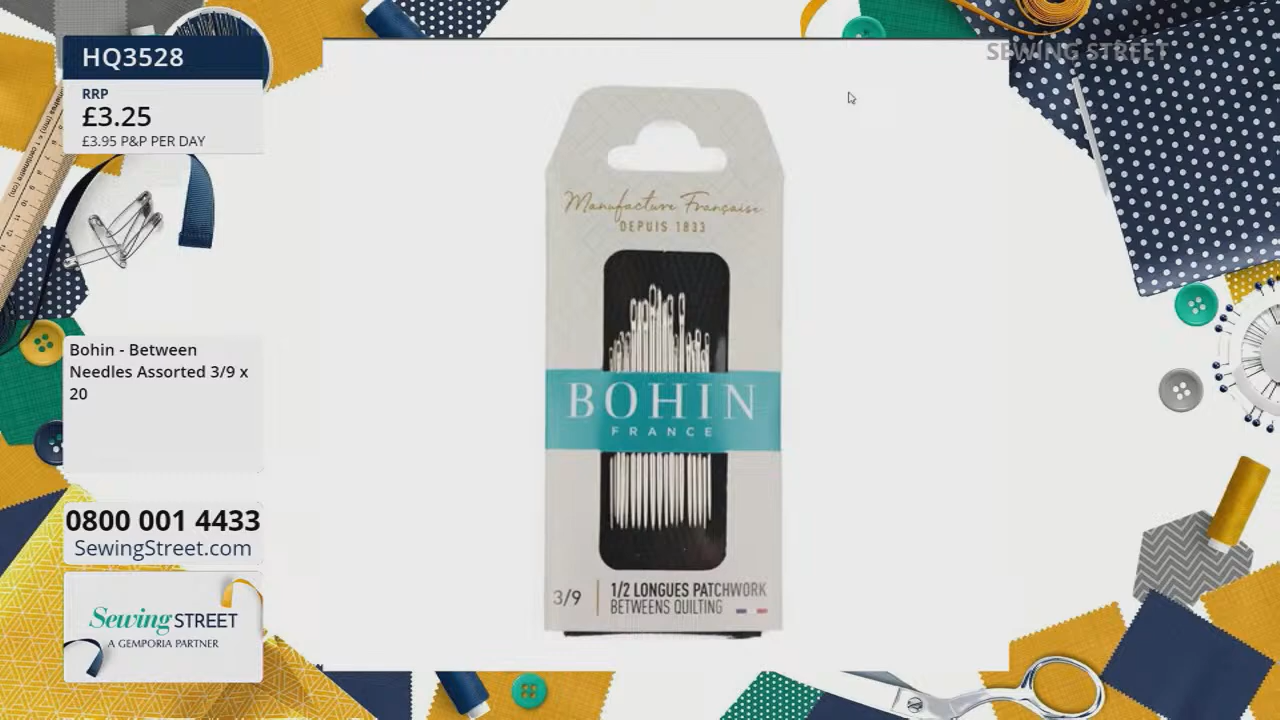 HQ3528
RRP
£3.25
£3.95 P&P PER DAY
Bohin - Between
Needles Assorted 3/9 x
20
0800 001 4433
SewingStreet.com
Sewing STREET
A GEMPORIA PARTNER
SEWING STREET
Manufacture Française
DEPUIS 1833
BOHIN
FRANCE
3/9
1/2 LONGUES PATCHWORK
BETWEENS QUILTING